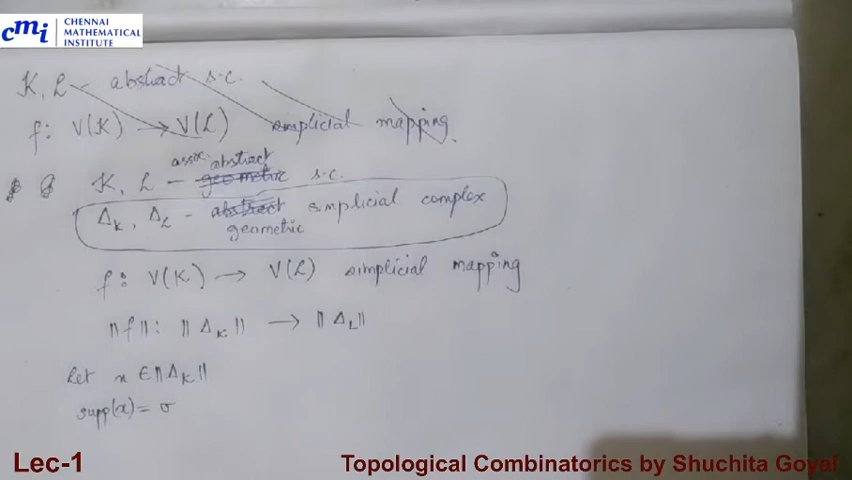 cmi CHENNAI MATHEMATICAL INSTITUTE
K, L - abstract s.c.
f: V(K) → V(L) simplicial mapping.
assoc. abstract
K, L - geometric s.c.
Δ_K, Δ_L - abstract simplicial complex
geometric
f: V(K) → V(L) simplicial mapping
||f||: ||Δ_K|| → ||Δ_L||
Let x ∈ ||Δ_K||
supp(x) = σ
Lec-1
Topological Combinatorics by Shuchita Goyal